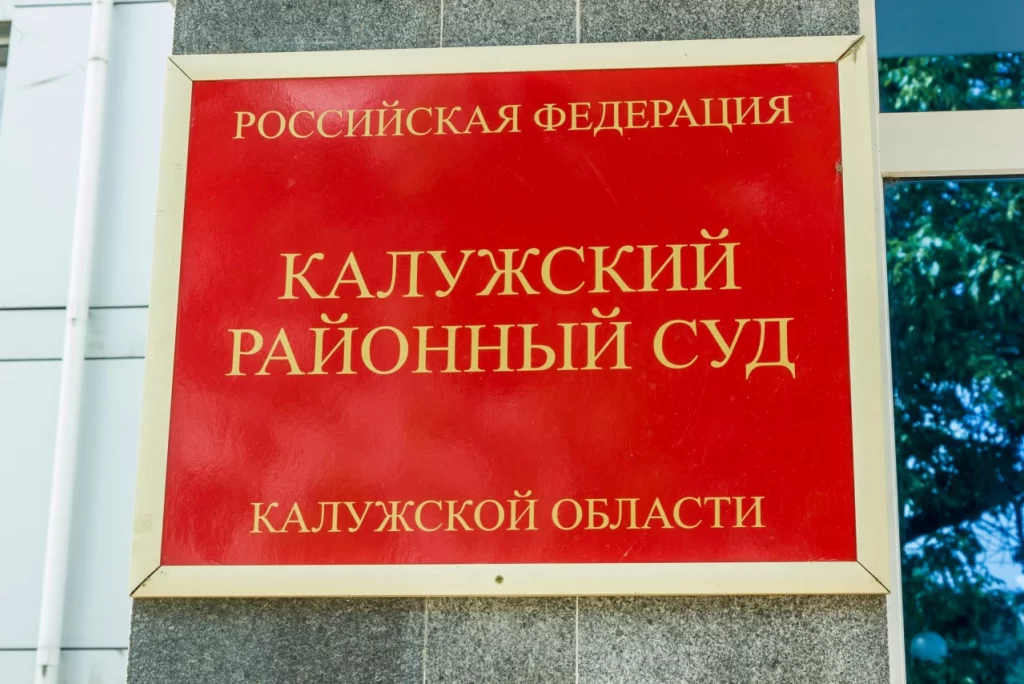 РОССИЙСКАЯ ФЕДЕРАЦИЯ
КАЛУЖСКИЙ
РАЙОННЫЙ СУД
КАЛУЖСКОЙ ОБЛАСТИ